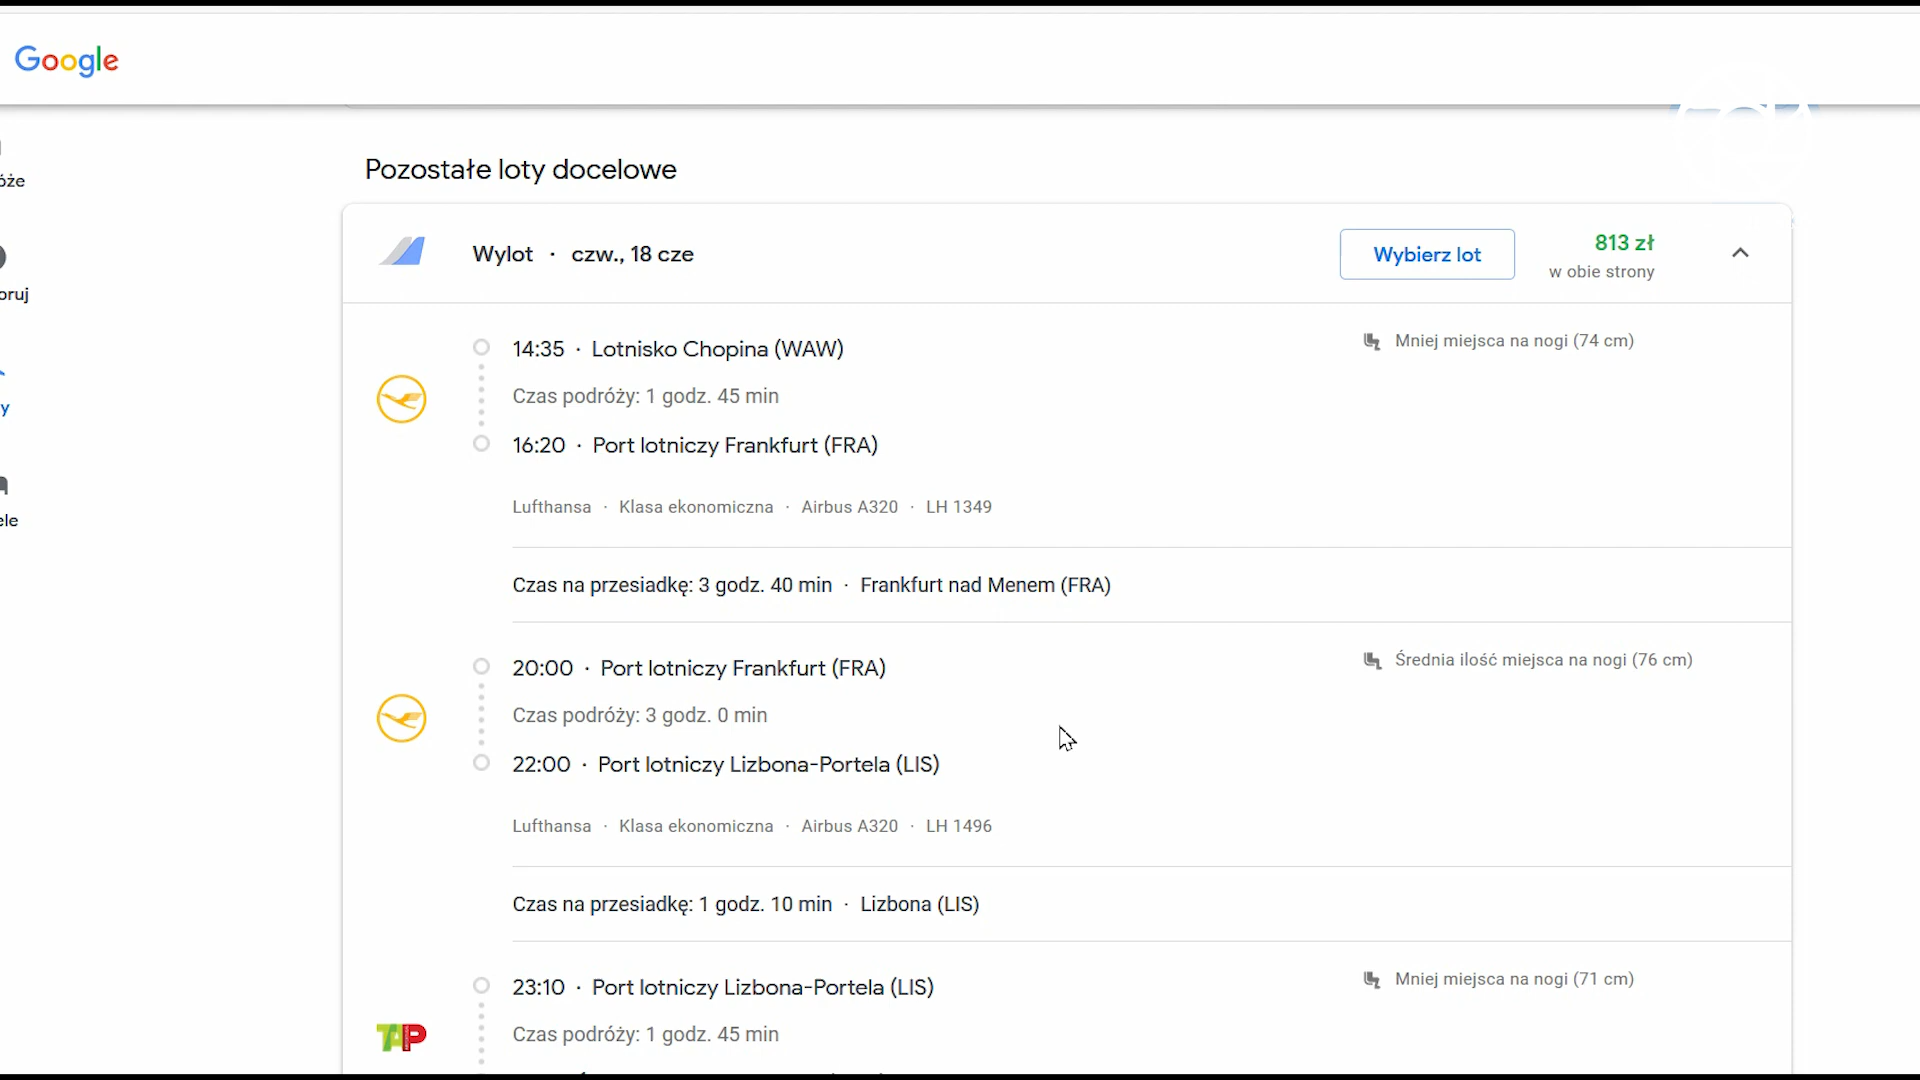 Google
óże
Pozostałe loty docelowe
Wylot · czw., 18 cze
Wybierz lot
813 zł
w obie strony
oruj
14:35 · Lotnisko Chopina (WAW)
Mniej miejsca na nogi (74 cm)
Czas podróży: 1 godz. 45 min
y
16:20 · Port lotniczy Frankfurt (FRA)
Lufthansa · Klasa ekonomiczna · Airbus A320 · LH 1349
ele
Czas na przesiadkę: 3 godz. 40 min · Frankfurt nad Menem (FRA)
20:00 · Port lotniczy Frankfurt (FRA)
Średnia ilość miejsca na nogi (76 cm)
Czas podróży: 3 godz. 0 min
22:00 · Port lotniczy Lizbona-Portela (LIS)
Lufthansa · Klasa ekonomiczna · Airbus A320 · LH 1496
Czas na przesiadkę: 1 godz. 10 min · Lizbona (LIS)
23:10 · Port lotniczy Lizbona-Portela (LIS)
Mniej miejsca na nogi (71 cm)
TAP
Czas podróży: 1 godz. 45 min